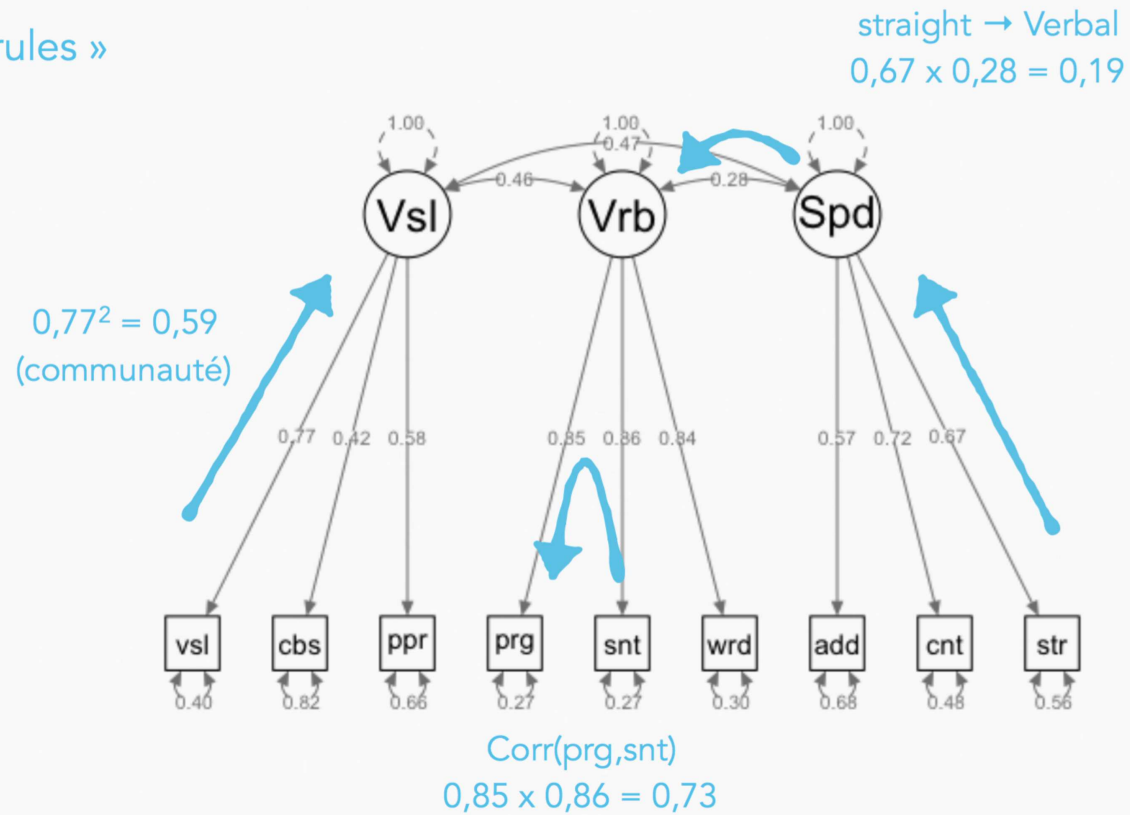 rules »
straight → Verbal
0,67 x 0,28 = 0,19
1.00
1.00
1.00
0.47
0.46
0.28
Vsl
Vrb
Spd
0,77² = 0,59
(communauté)
0.77
0.42
0.58
0.85
0.86
0.84
0.57
0.72
0.67
vsl
cbs
ppr
prg
snt
wrd
add
cnt
str
0.40
0.82
0.66
0.27
0.27
0.30
0.68
0.48
0.56
Corr(prg,snt)
0,85 x 0,86 = 0,73